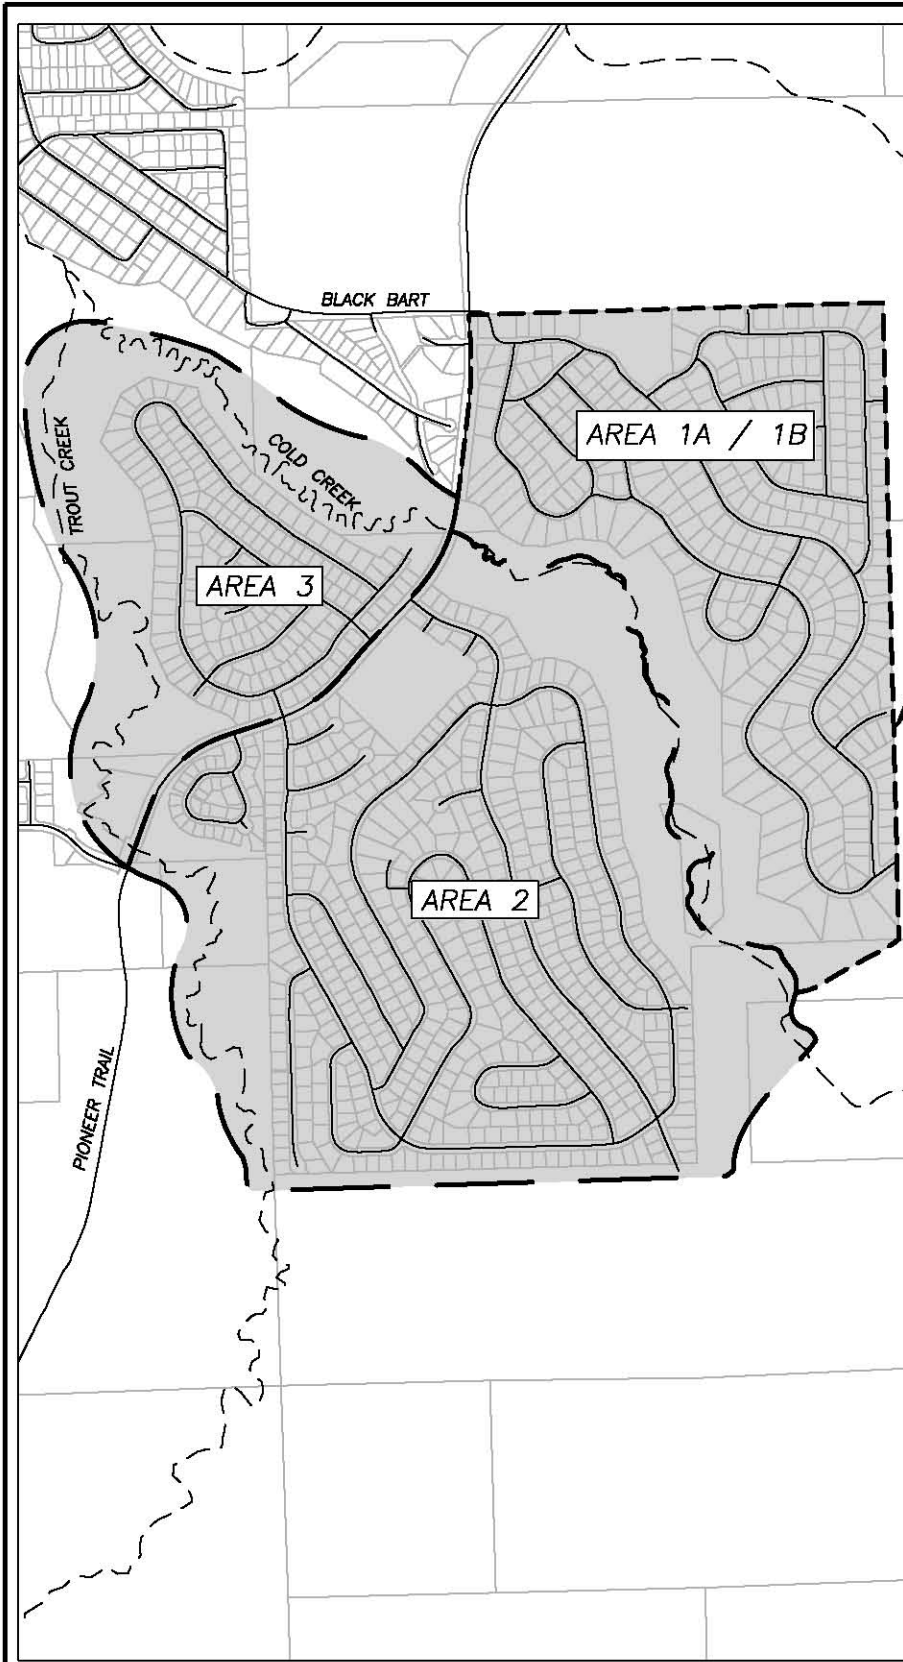 BLACK BART
AREA 1A / 1B
COLD CREEK
TROUT CREEK
AREA 3
AREA 2
PIONEER TRAIL